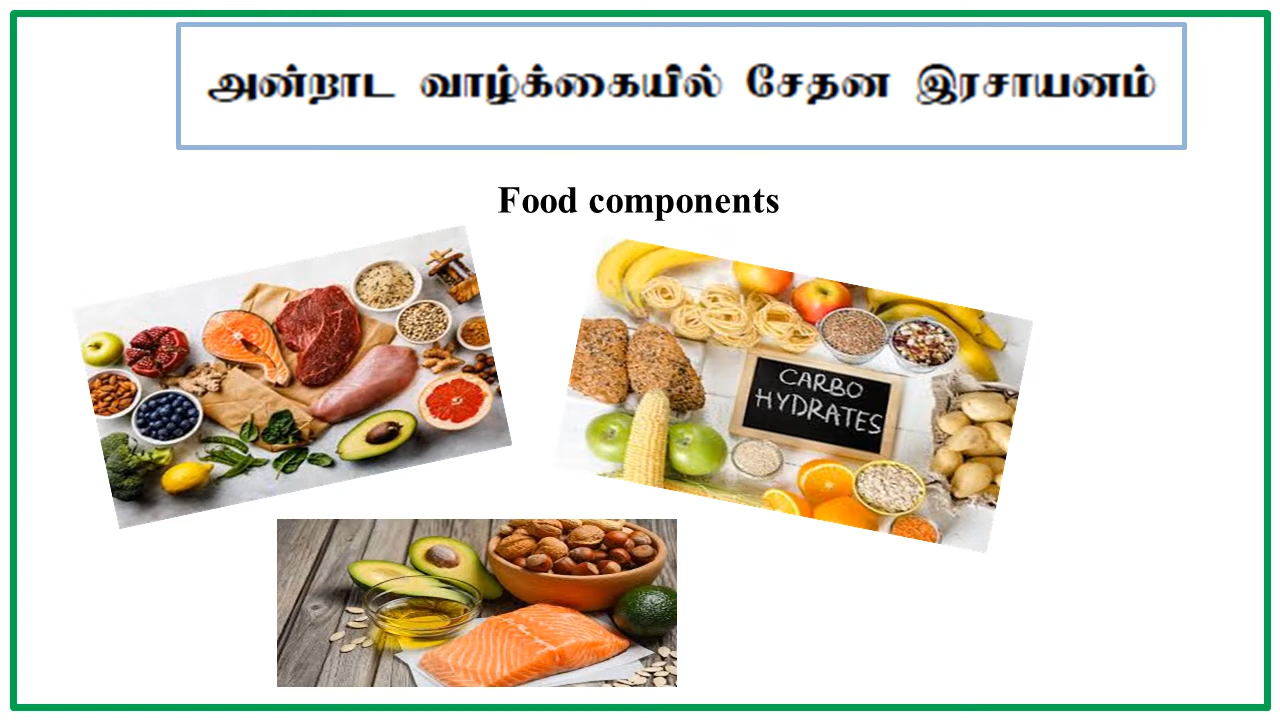 அன்றாட வாழ்க்கையில் சேதன இரசாயனம்
Food components
CARBO
HYDRATES